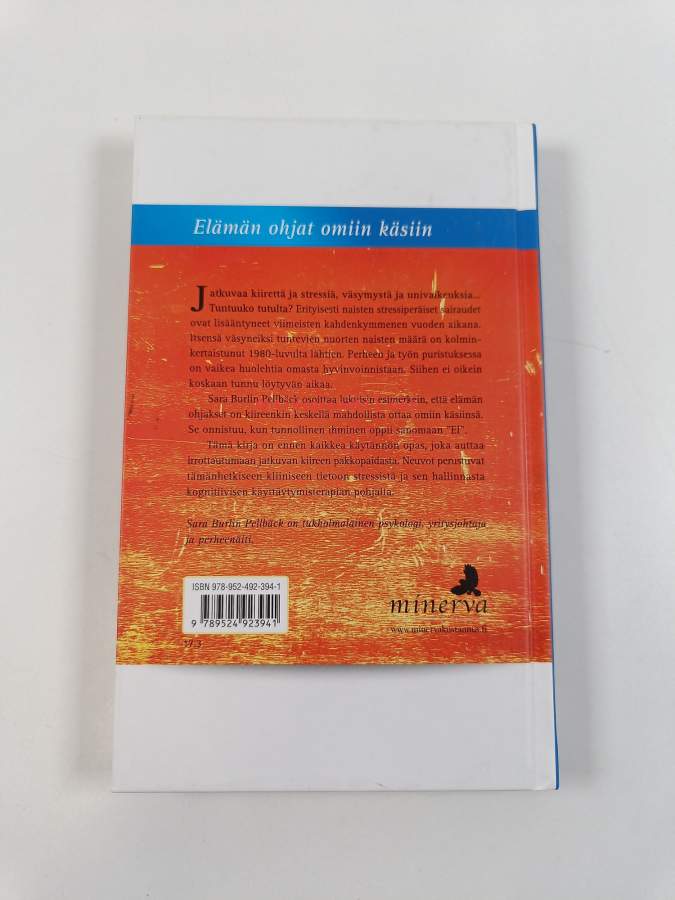 Elämän ohjat omiin käsiin
Jatkuvaa kiirettä ja stressiä, väsymystä ja univaikeuksia...
Tuntuuko tutulta? Erityisesti naisten stressiperäiset sairaudet
ovat lisääntyneet viimeisten kahdenkymmenen vuoden aikana.
Itsensä väsyneiksi tuntevien nuorten naisten määrä on kolmin-
kertaistunut 1980-luvulta lähtien. Perheen ja työn puristuksessa
on vaikea huolehtia omasta hyvinvoinnistaan. Siihen ei oikein
koskaan tunnu löytyvän aikaa.
Sara Burlin Pellbäck osoittaa lukuisin esimerkein, että elämän
ohjakset on kiireenkin keskellä mahdollista ottaa omiin käsiinsä.
Se onnistuu, kun tunnollinen ihminen oppii sanomaan "EI".
Tämä kirja on ennen kaikkea käytännön opas, joka auttaa
irrottautumaan jatkuvan kiireen pakkopaidasta. Neuvot perustuvat
tämänhetkiseen kliiniseen tietoon stressistä ja sen hallinnasta
kognitiivisen käyttäytymisterapian pohjalta.
Sara Burlin Pellbäck on tukholmalainen psykologi, yritysjohtaja
ja perheenäiti.
ISBN 978-952-492-394-1
9 789524 923941
17.3
minerva
www.minervakustannus.fi